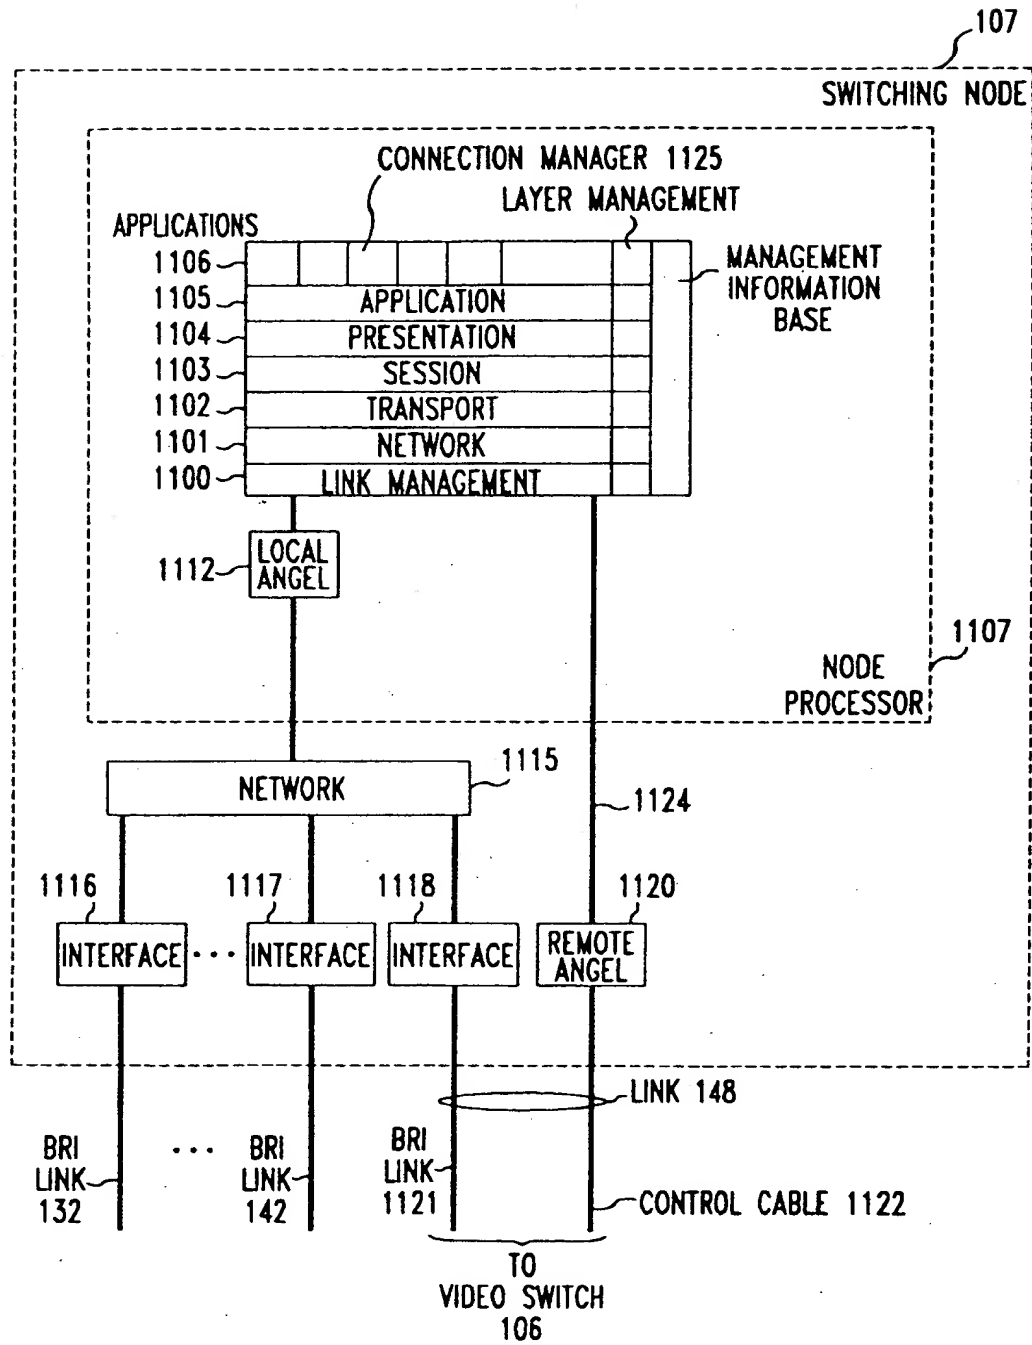 107
SWITCHING NODE
CONNECTION MANAGER 1125
LAYER MANAGEMENT
APPLICATIONS
1106
MANAGEMENT
INFORMATION
BASE
1105
APPLICATION
1104
PRESENTATION
1103
SESSION
1102
TRANSPORT
1101
NETWORK
1100
LINK MANAGEMENT
1112
LOCAL
ANGEL
1107
NODE
PROCESSOR
NETWORK
1115
1124
1116
1117
1118
1120
INTERFACE
...
INTERFACE
INTERFACE
REMOTE
ANGEL
LINK 148
BRI
LINK
132
...
BRI
LINK
142
BRI
LINK
1121
CONTROL CABLE 1122
TO
VIDEO SWITCH
106